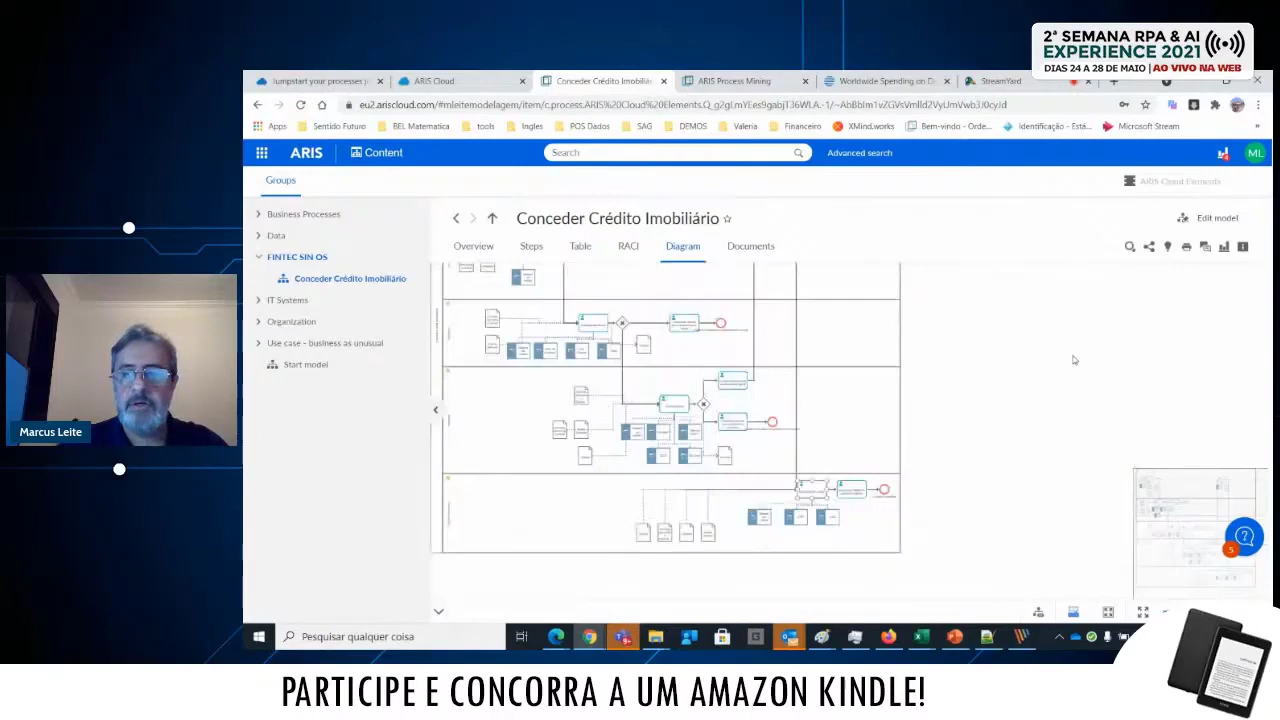 2ª SEMANA RPA & AI
EXPERIENCE 2021
DIAS 24 A 28 DE MAIO | AO VIVO NA WEB
Jumpstart your processes
ARIS Cloud
Conceder Crédito Imobiliár
ARIS Process Mining
Worldwide Spending on D
StreamYard
Apps
Sentido Futuro
BEL Matematica
tools
Ingles
POS Dados
SAG
DEMOS
Valeria
Financeiro
XMind.works
Bem-vindo - Orde...
Identificação - Está...
Microsoft Stream
ARIS
Content
Search
Advanced search
ML
Groups
ARIS Cloud Elements
Business Processes
Data
FINTEC SIN OS
Conceder Crédito Imobiliário
IT Systems
Organization
Use case - business as unusual
Start model
Conceder Crédito Imobiliário
Edit model
Overview
Steps
Table
RACI
Diagram
Documents
5
Marcus Leite
Pesquisar qualquer coisa
PARTICIPE E CONCORRA A UM AMAZON KINDLE!